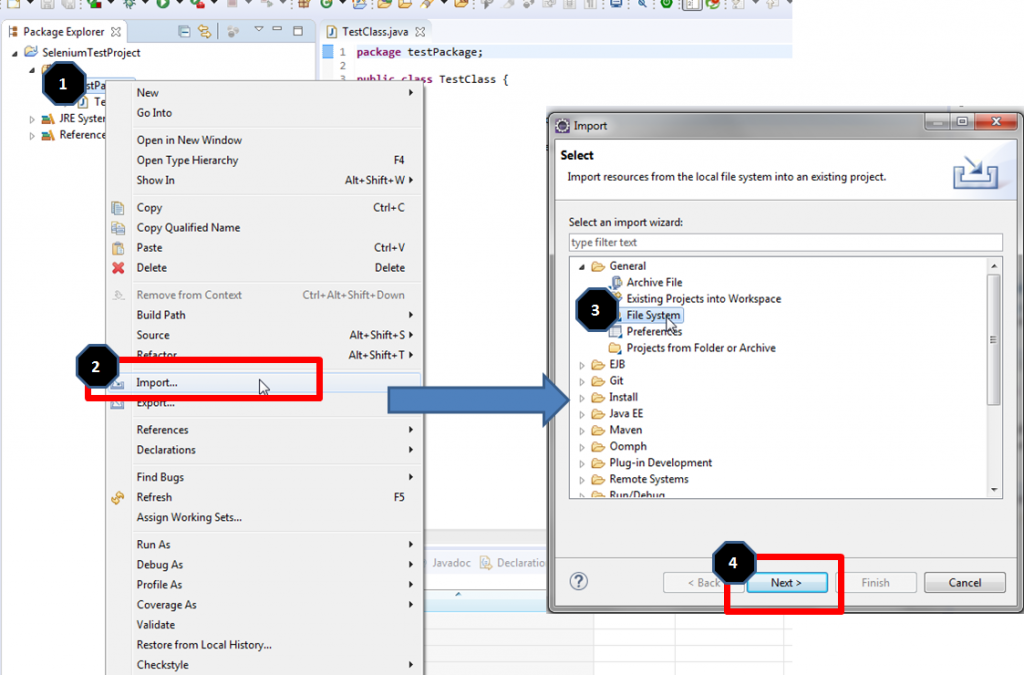 Package Explorer
TestClass.java
SeleniumTestProject
1
JRE System
Reference
1 package testPackage;
2
3 public class TestClass {
New
Go Into
Open in New Window
Open Type Hierarchy F4
Show In Alt+Shift+W
Copy Ctrl+C
Copy Qualified Name
Paste Ctrl+V
Delete Delete
Remove from Context Ctrl+Alt+Shift+Down
Build Path
Source Alt+Shift+S
Refactor Alt+Shift+T
2
Import...
Export...
References
Declarations
Find Bugs
Refresh F5
Assign Working Sets...
Run As
Debug As
Profile As
Coverage As
Validate
Restore from Local History...
Checkstyle
Javadoc Declaratio
Import
Select
Import resources from the local file system into an existing project.
Select an import wizard:
type filter text
General
Archive File
Existing Projects into Workspace
3
File System
Preferences
Projects from Folder or Archive
EJB
Git
Install
Java EE
Maven
Oomph
Plug-in Development
Remote Systems
Run/Debug
4
< Back Next > Finish Cancel